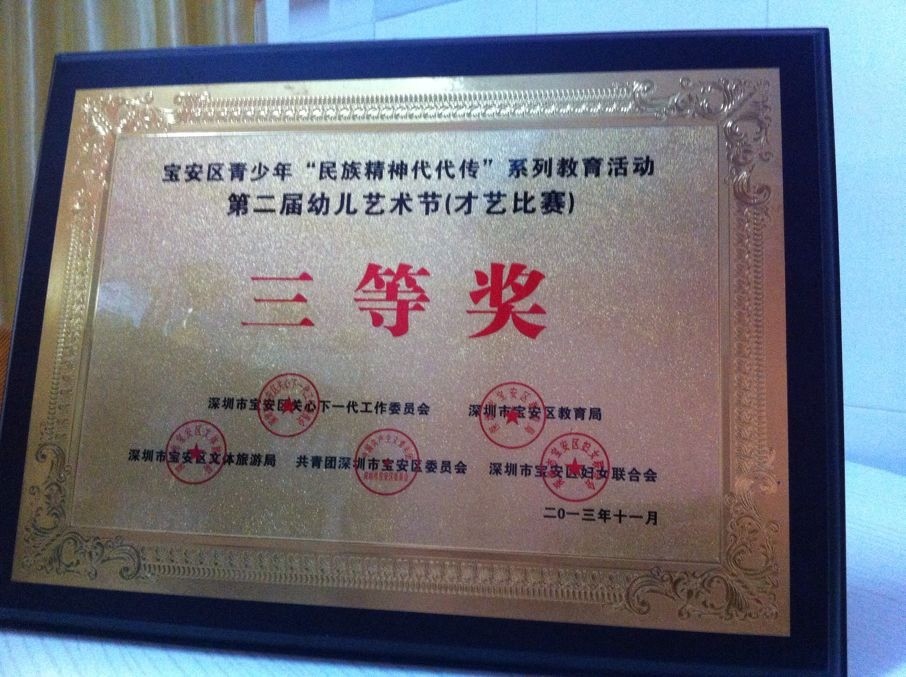 宝安区青少年“民族精神代代传”系列教育活动
第二届幼儿艺术节(才艺比赛)
三等奖
深圳市宝安区关心下一代工作委员会 深圳市宝安区教育局
深圳市宝安区文体旅游局 共青团深圳市宝安区委员会 深圳市宝安区妇女联合会
二〇一三年十一月